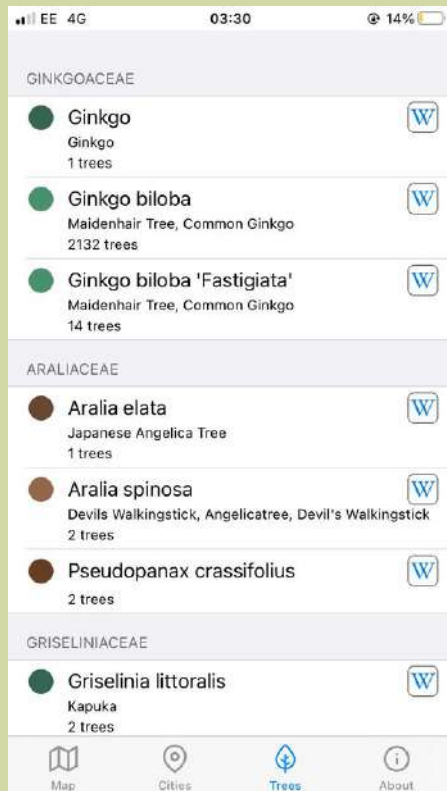 EE 4G 03:30 14%
GINKGOACEAE
Ginkgo W
Ginkgo
1 trees
Ginkgo biloba W
Maidenhair Tree, Common Ginkgo
2132 trees
Ginkgo biloba 'Fastigiata' W
Maidenhair Tree, Common Ginkgo
14 trees
ARALIACEAE
Aralia elata W
Japanese Angelica Tree
1 trees
Aralia spinosa W
Devils Walkingstick, Angelicatree, Devil's Walkingstick
2 trees
Pseudopanax crassifolius W
2 trees
GRISELINIACEAE
Griselinia littoralis W
Kapuka
2 trees
Map Cities Trees About